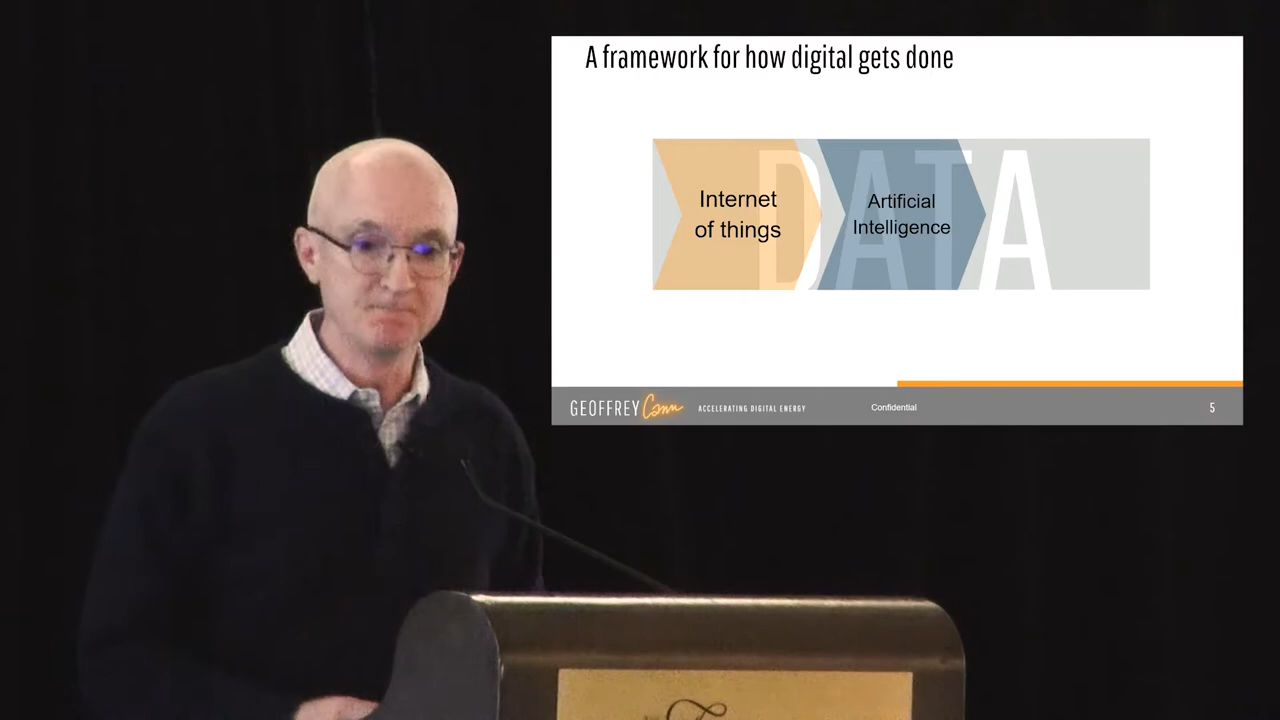 A framework for how digital gets done
DATA
Internet
of things
Artificial
Intelligence
GEOFFREY Cann ACCELERATING DIGITAL ENERGY
Confidential
5